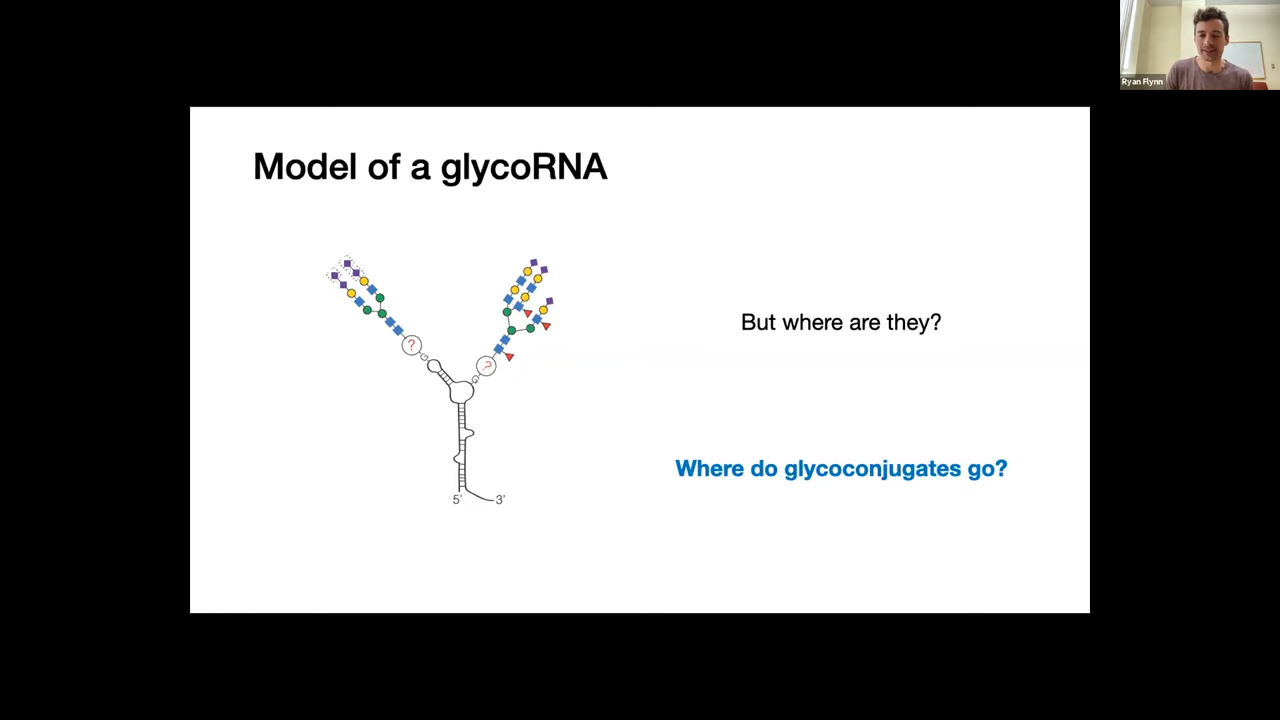 Ryan Flynn
Model of a glycoRNA
?
?
G
G
But where are they?
Where do glycoconjugates go?
5'
3'